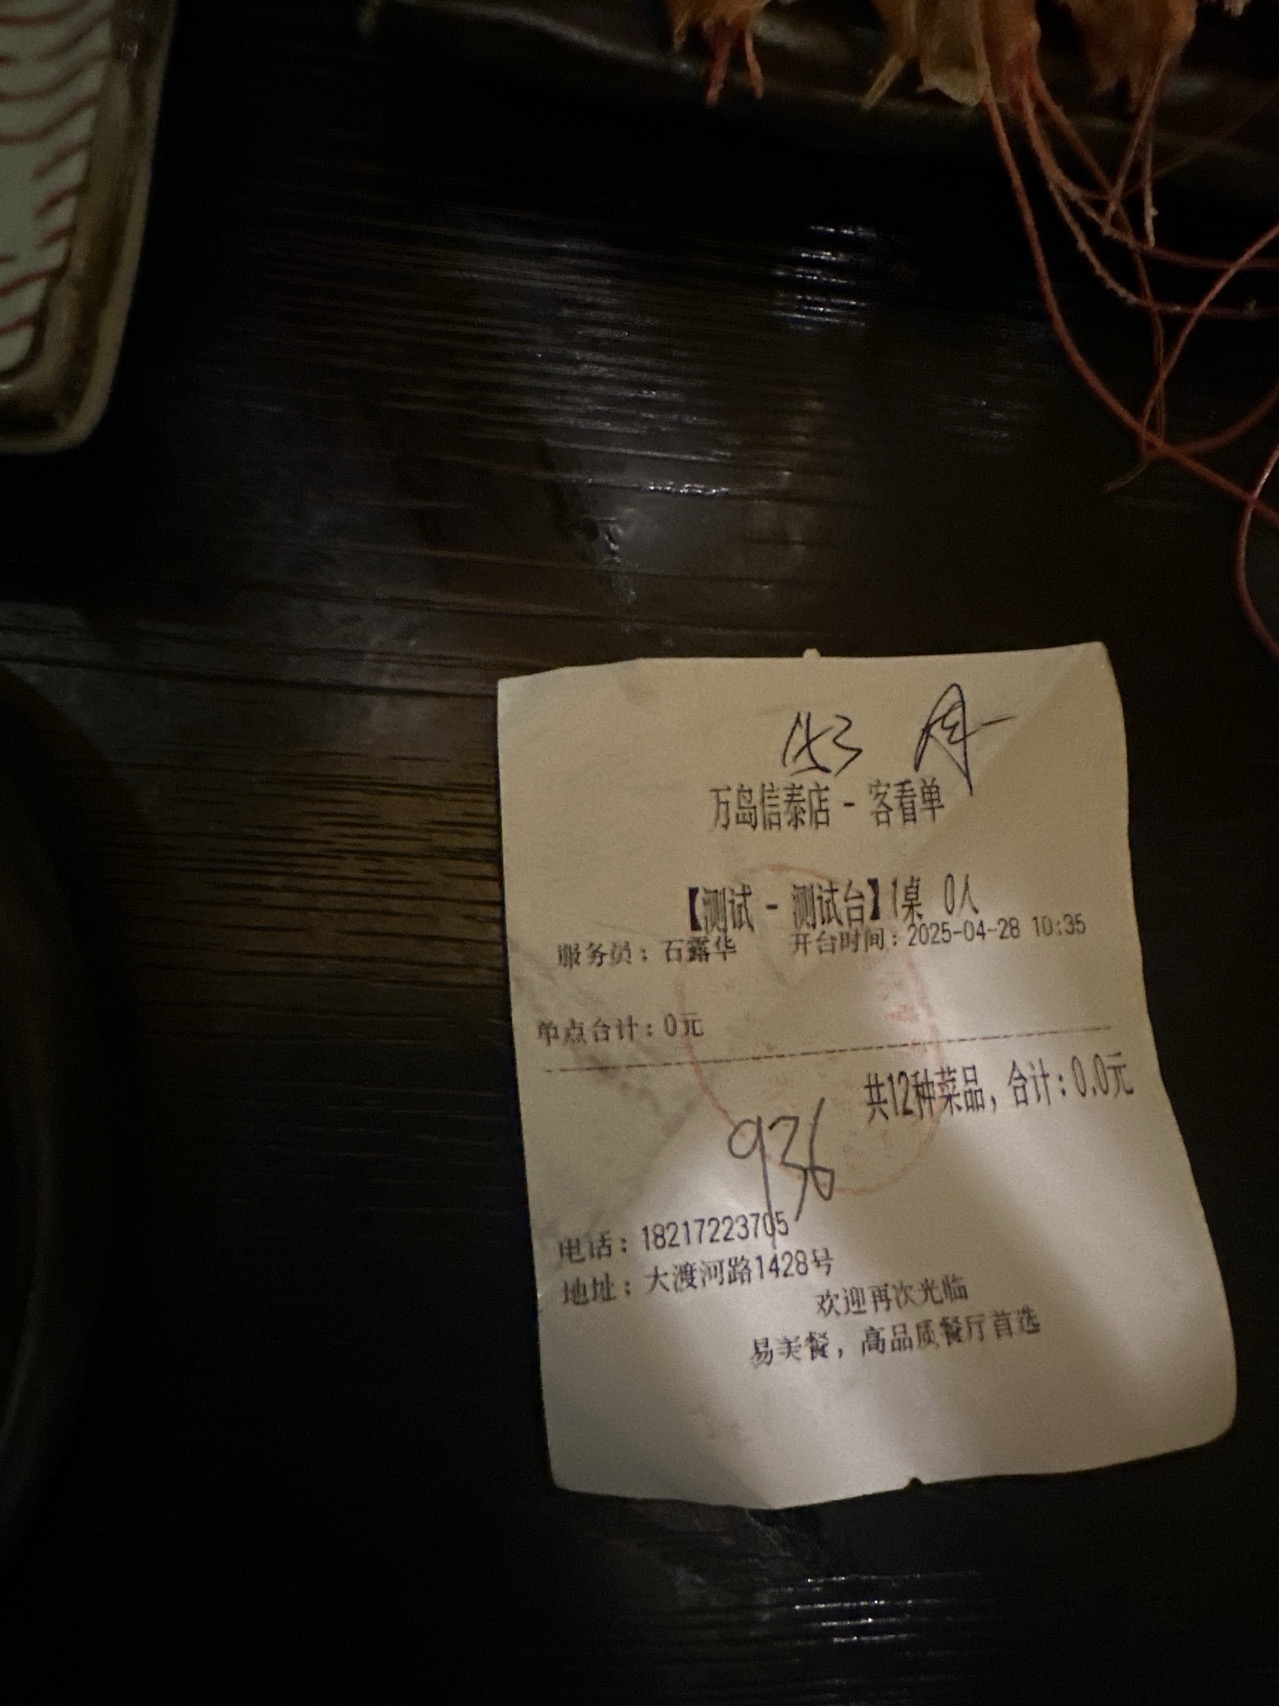 163
万岛信泰店 - 客看单
【测试 - 测试台】1桌 0人
服务员：石露华 开台时间：2025-04-28 10:35
单点合计：0元
共12种菜品，合计：0.0元
936
电话：18217223705
地址：大渡河路1428号
欢迎再次光临
易美餐，高品质餐厅首选